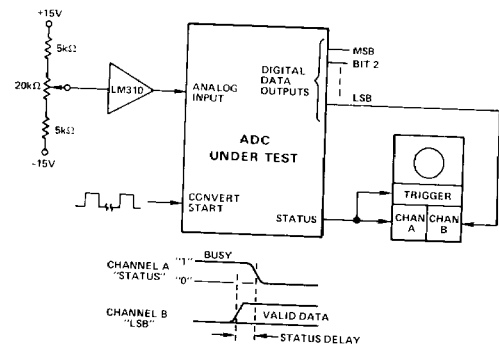 +15V
5kΩ
20kΩ
5kΩ
-15V
LM310
ANALOG
INPUT
DIGITAL
DATA
OUTPUTS
MSB
BIT 2
LSB
ADC
UNDER TEST
CONVERT
START
STATUS
TRIGGER
CHAN
A
CHAN
B
CHANNEL A
"STATUS"
"1"
BUSY
"0"
CHANNEL B
"LSB"
VALID DATA
STATUS DELAY